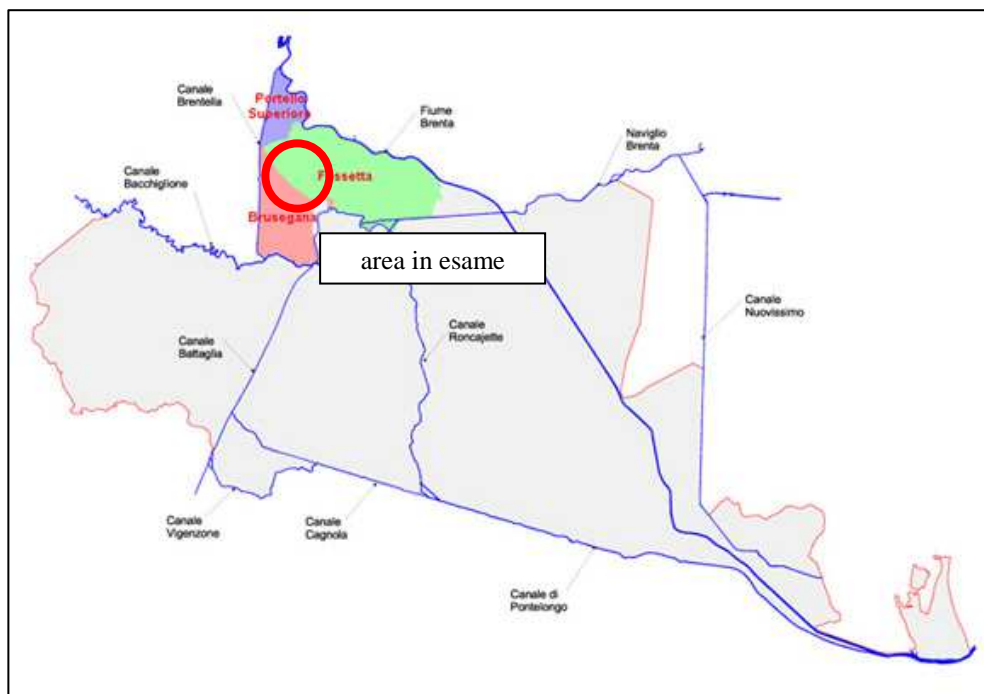 Canale
Brentella
Portello
Superiore
Fiume
Brenta
Naviglio
Brenta
Canale
Bacchiglione
Fossetta
Brusegana
area in esame
Canale
Nuovissimo
Canale
Roncajette
Canale
Battaglia
Canale
Vigenzone
Canale
Cagnola
Canale di
Pontelongo